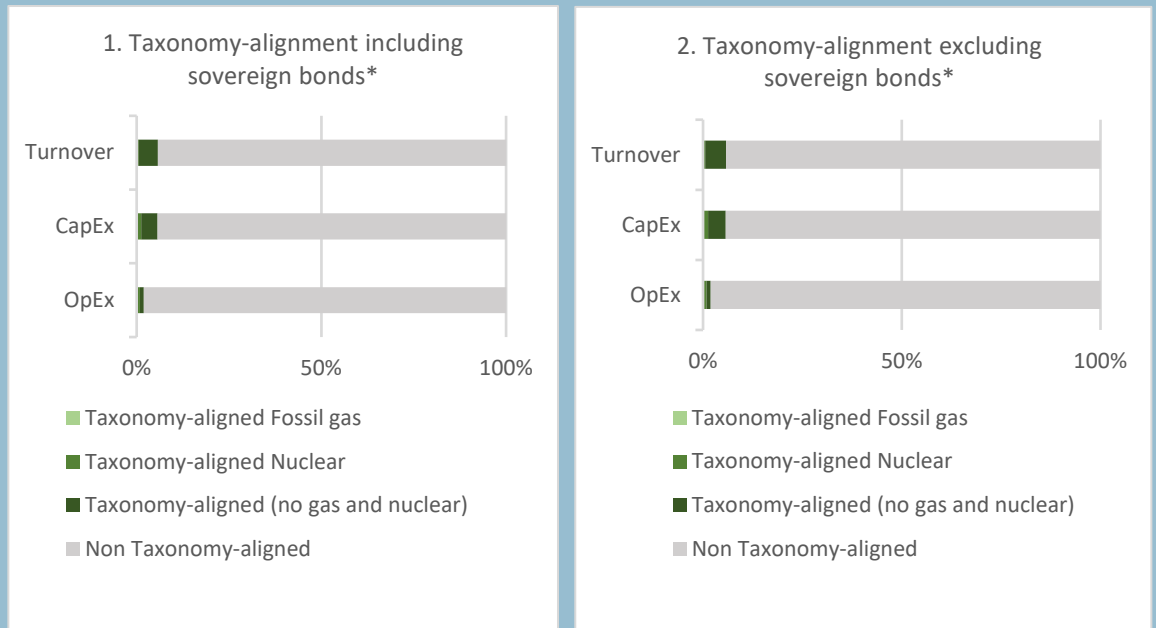 1. Taxonomy-alignment including
sovereign bonds*
Turnover
CapEx
OpEx
0%
50%
100%
Taxonomy-aligned Fossil gas
Taxonomy-aligned Nuclear
Taxonomy-aligned (no gas and nuclear)
Non Taxonomy-aligned
2. Taxonomy-alignment excluding
sovereign bonds*
Turnover
CapEx
OpEx
0%
50%
100%
Taxonomy-aligned Fossil gas
Taxonomy-aligned Nuclear
Taxonomy-aligned (no gas and nuclear)
Non Taxonomy-aligned